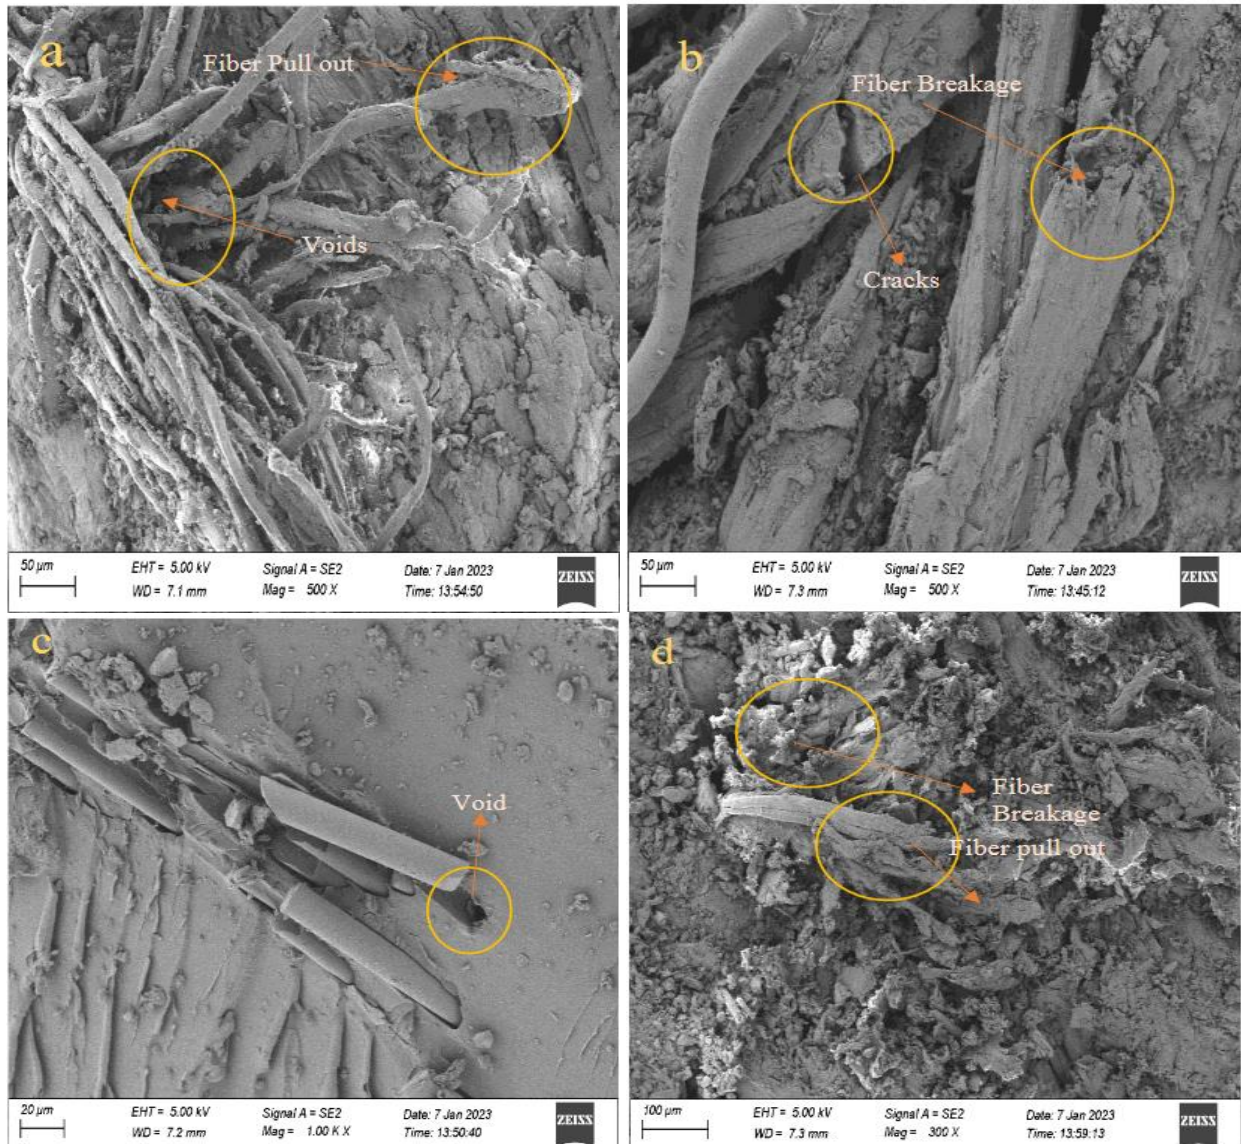 a
Fiber Pull out
Voids
50 µm
EHT = 5.00 kV
WD = 7.1 mm
Signal A = SE2
Mag = 500 X
Date: 7 Jan 2023
Time: 13:54:50
ZEISS
b
Fiber Breakage
Cracks
50 µm
EHT = 5.00 kV
WD = 7.3 mm
Signal A = SE2
Mag = 500 X
Date: 7 Jan 2023
Time: 13:45:12
ZEISS
c
Void
20 µm
EHT = 5.00 kV
WD = 7.2 mm
Signal A = SE2
Mag = 1.00 K X
Date: 7 Jan 2023
Time: 13:50:40
ZEISS
d
Fiber
Breakage
Fiber pull out
100 µm
EHT = 5.00 kV
WD = 7.3 mm
Signal A = SE2
Mag = 300 X
Date: 7 Jan 2023
Time: 13:59:13
ZEISS